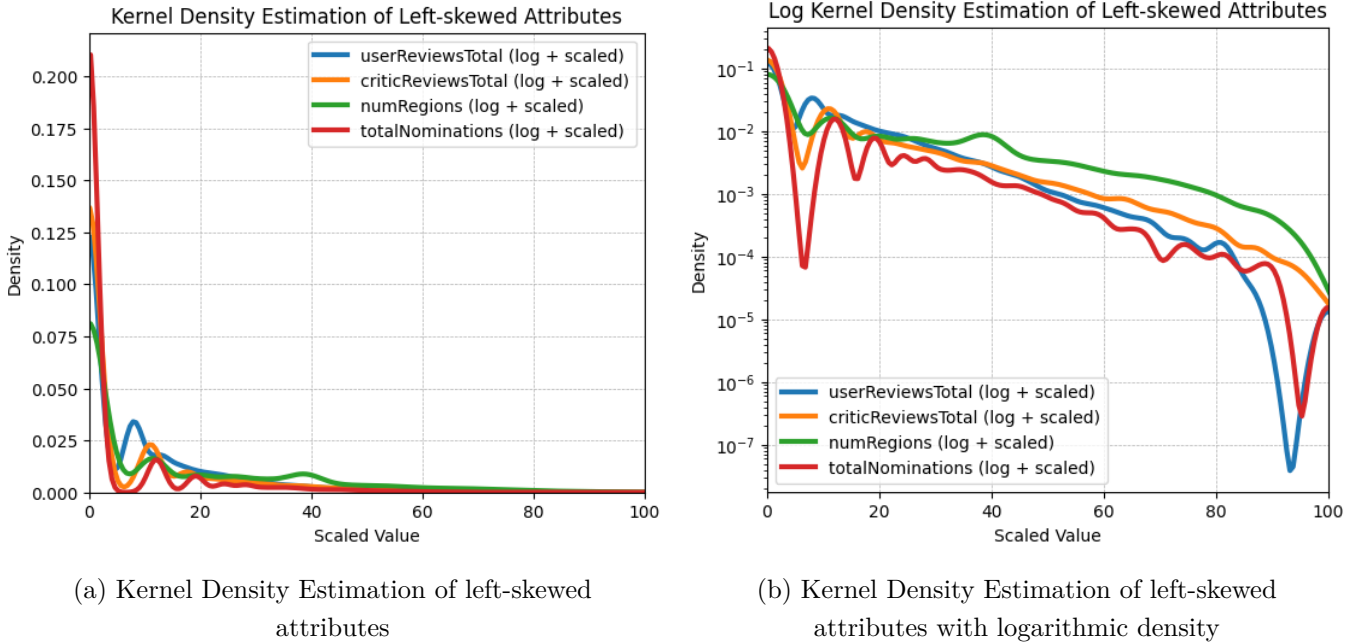 Kernel Density Estimation of Left-skewed Attributes
userReviewsTotal (log + scaled)
criticReviewsTotal (log + scaled)
numRegions (log + scaled)
totalNominations (log + scaled)
Density
0.200
0.175
0.150
0.125
0.100
0.075
0.050
0.025
0.000
0 20 40 60 80 100
Scaled Value
(a) Kernel Density Estimation of left-skewed
attributes
Log Kernel Density Estimation of Left-skewed Attributes
Density
10⁻¹
10⁻²
10⁻³
10⁻⁴
10⁻⁵
10⁻⁶
10⁻⁷
userReviewsTotal (log + scaled)
criticReviewsTotal (log + scaled)
numRegions (log + scaled)
totalNominations (log + scaled)
0 20 40 60 80 100
Scaled Value
(b) Kernel Density Estimation of left-skewed
attributes with logarithmic density